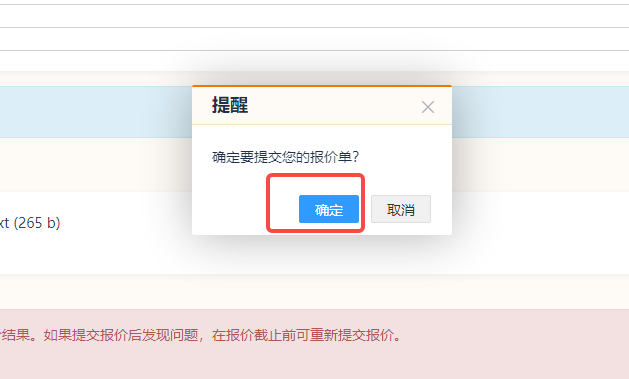 提醒
确定要提交您的报价单?
确定
取消
xt (265 b)
结果。如果提交报价后发现问题，在报价截止前可重新提交报价。